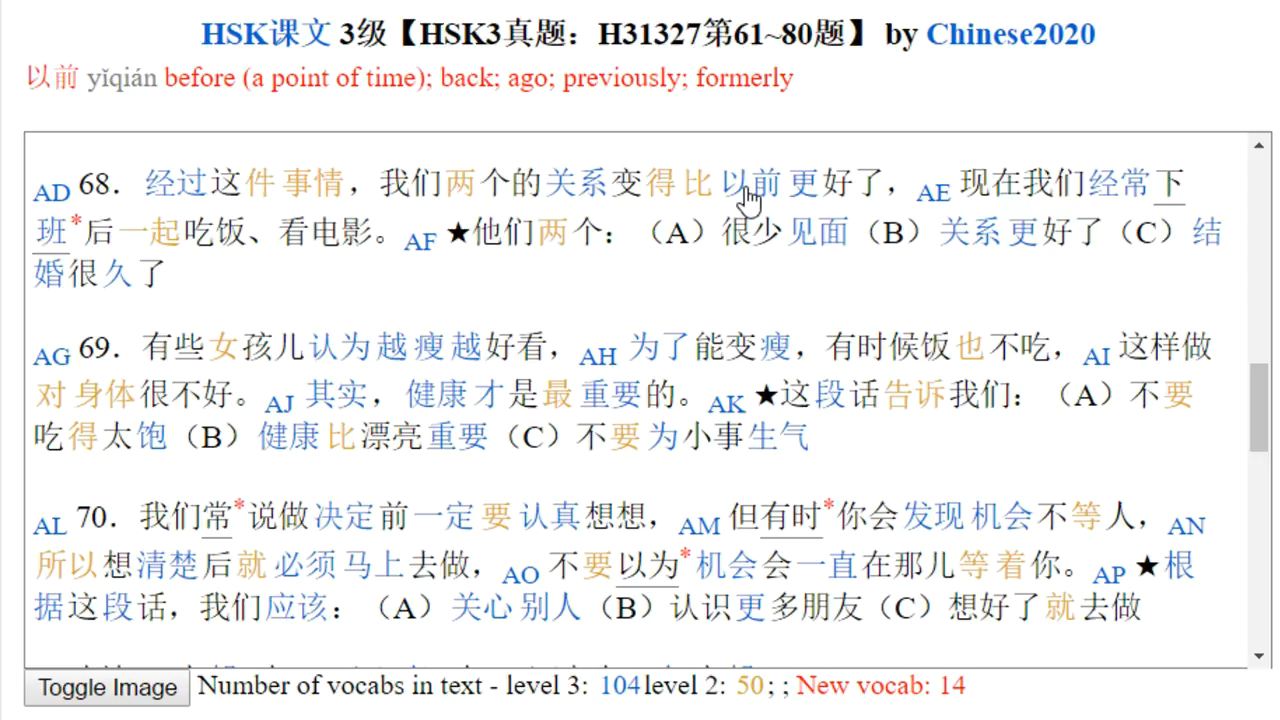 HSK课文 3级【HSK3真题：H31327第61~80题】 by Chinese2020
以前 yǐqián before (a point of time); back; ago; previously; formerly
AD 68．经过这件事情，我们两个的关系变得比以前更好了，AE 现在我们经常下
班*后一起吃饭、看电影。AF ★他们两个：（A）很少见面（B）关系更好了（C）结
婚很久了
AG 69．有些女孩儿认为越瘦越好看，AH 为了能变瘦，有时候饭也不吃，AI 这样做
对身体很不好。AJ 其实，健康才是最重要的。AK ★这段话告诉我们：（A）不要
吃得太饱（B）健康比漂亮重要（C）不要为小事生气
AL 70．我们常*说做决定前一定要认真想想，AM 但有时*你会发现机会不等人，AN
所以想清楚后就必须马上去做，AO 不要以为*机会会一直在那儿等着你。AP ★根
据这段话，我们应该：（A）关心别人（B）认识更多朋友（C）想好了就去做
Toggle Image Number of vocabs in text - level 3: 104 level 2: 50; ; New vocab: 14